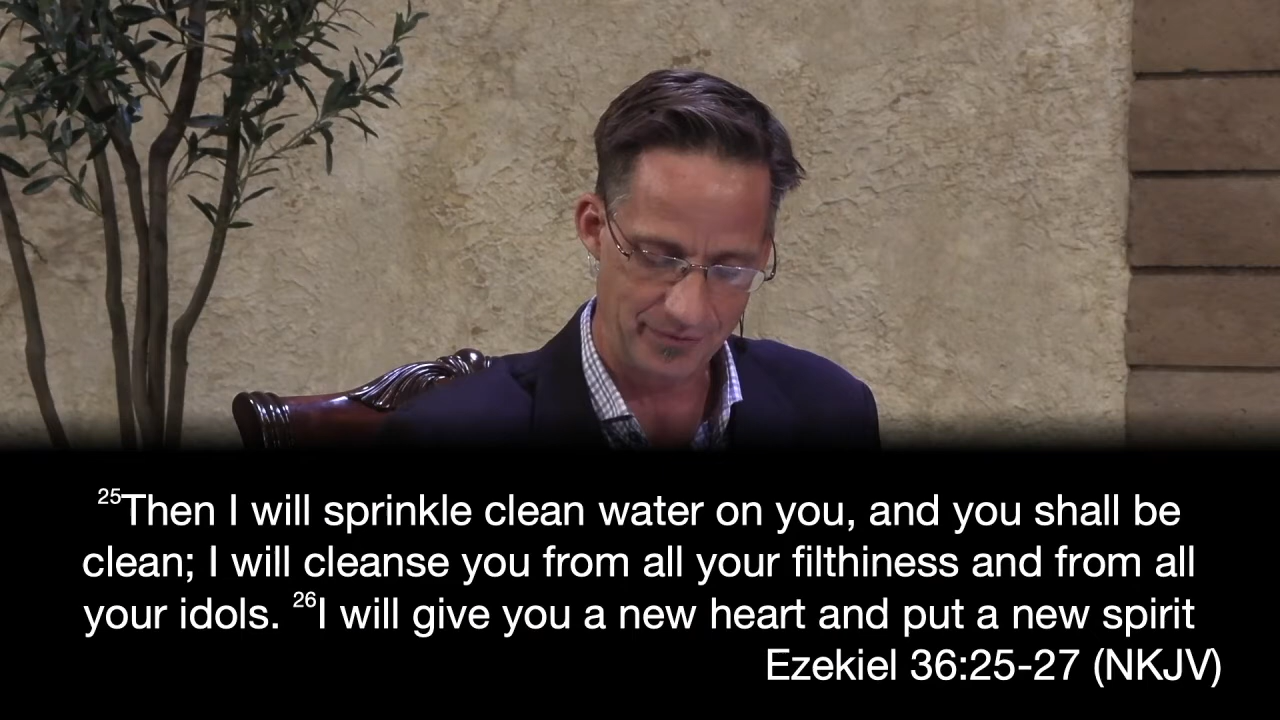 25Then I will sprinkle clean water on you, and you shall be
clean; I will cleanse you from all your filthiness and from all
your idols. 26I will give you a new heart and put a new spirit
Ezekiel 36:25-27 (NKJV)